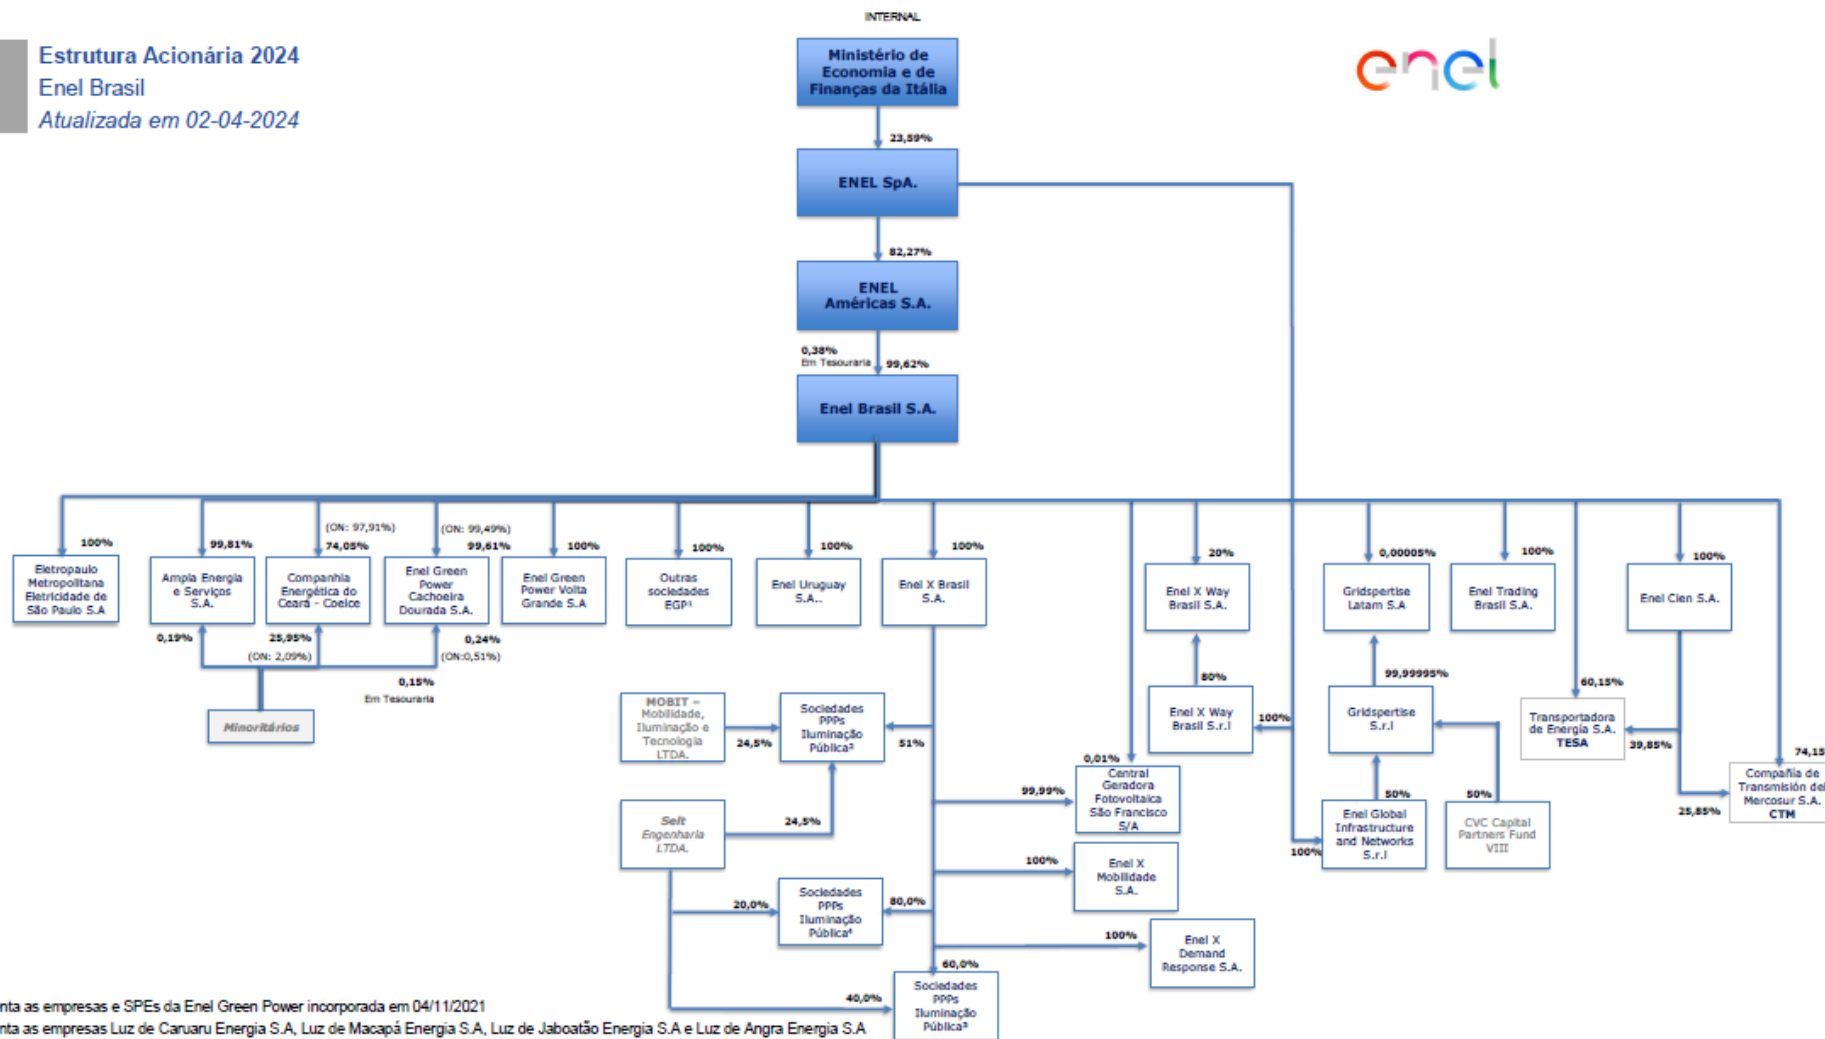 INTERNAL
Estrutura Acionária 2024
Enel Brasil
Atualizada em 02-04-2024
enel
Ministério de
Economia e de
Finanças da Itália
23,59%
ENEL SpA.
82,27%
ENEL
Américas S.A.
0,38%
Em Tesouraria
99,62%
Enel Brasil S.A.
100%
Eletropaulo
Metropolitana
Eletricidade de
São Paulo S.A
99,81%
Ampla Energia
e Serviços
S.A.
(ON: 97,91%)
74,05%
Companhia
Energética do
Ceará - Coelce
(ON: 99,49%)
99,61%
Enel Green
Power
Cachoeira
Dourada S.A.
100%
Enel Green
Power Volta
Grande S.A
100%
Outras
sociedades
EGP¹
100%
Enel Uruguay
S.A..
100%
Enel X Brasil
S.A.
20%
Enel X Way
Brasil S.A.
0,00005%
Gridspertise
Latam S.A
100%
Enel Trading
Brasil S.A.
100%
Enel Cien S.A.
0,19%
25,95%
(ON: 2,09%)
0,24%
(ON:0,51%)
0,15%
Em Tesouraria
Minoritários
MOBIT –
Mobilidade,
Iluminação e
Tecnologia
LTDA.
24,5%
Sociedades
PPPs
Iluminação
Pública²
51%
80%
Enel X Way
Brasil S.r.l
100%
99,99995%
Gridspertise
S.r.l
60,15%
Transportadora
de Energía S.A.
TESA
39,85%
74,15%
Compañía de
Transmisión del
Mercosur S.A.
CTM
25,85%
Selt
Engenharia
LTDA.
24,5%
99,99%
0,01%
Central
Geradora
Fotovoltaica
São Francisco
S/A
100%
50%
Enel Global
Infrastructure
and Networks
S.r.l
50%
CVC Capital
Partners Fund
VIII
100%
Enel X
Mobilidade
S.A.
20,0%
Sociedades
PPPs
Iluminação
Pública⁴
80,0%
100%
Enel X
Demand
Response S.A.
60,0%
40,0%
Sociedades
PPPs
Iluminação
Pública³
nta as empresas e SPEs da Enel Green Power incorporada em 04/11/2021
nta as empresas Luz de Caruaru Energia S.A, Luz de Macapá Energia S.A, Luz de Jaboatão Energia S.A e Luz de Angra Energia S.A